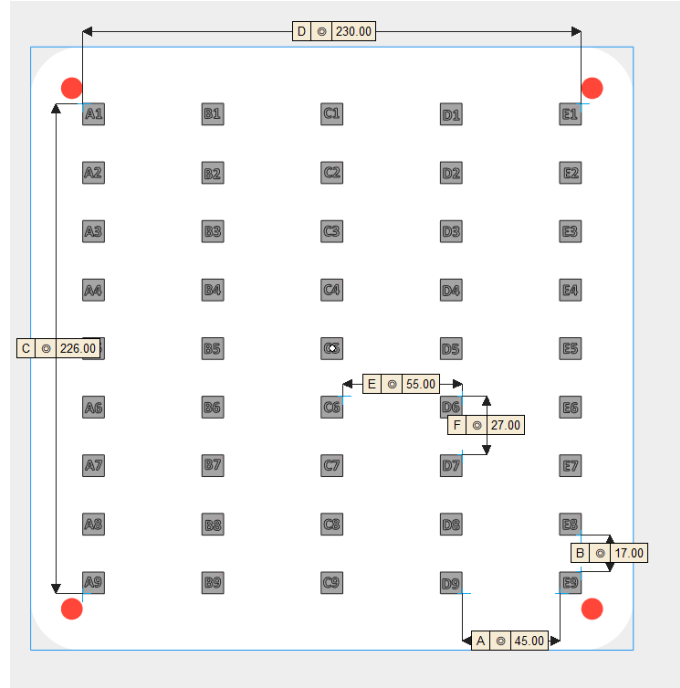 D ◎ 230.00
A1 B1 C1 D1 E1
A2 B2 C2 D2 E2
A3 B3 C3 D3 E3
A4 B4 C4 D4 E4
C ◎ 226.00
B5 C5 D5 E5
E ◎ 55.00
A6 B6 C6 D6 E6
F ◎ 27.00
A7 B7 C7 D7 E7
A8 B8 C8 D8 E8
B ◎ 17.00
A9 B9 C9 D9 E9
A ◎ 45.00